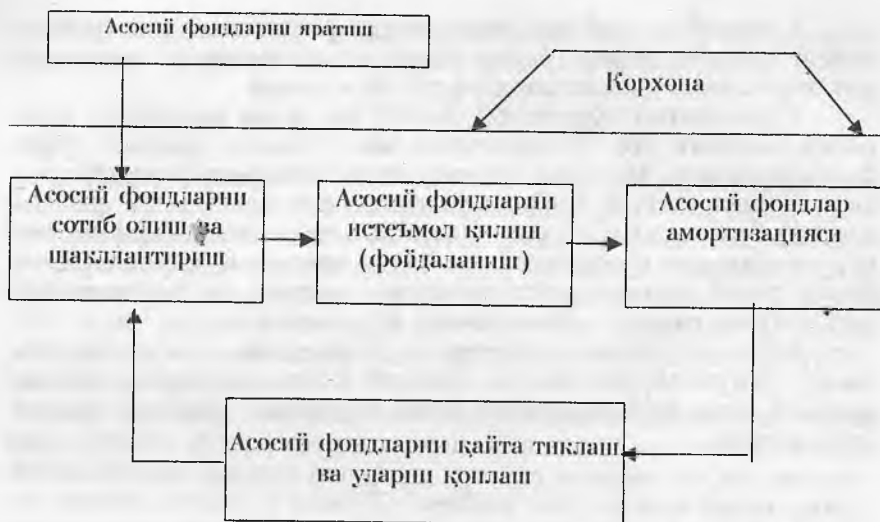 Асосий фондларни яратиш
Корхона
Асосий фондларни
сотиб олиш ва
шакллантириш
Асосий фондларни
истеъмол қилиш
(фойдаланиш)
Асосий фондлар
амортизацияси
Асосий фондларни қайта тиклаш
ва уларни қоплаш